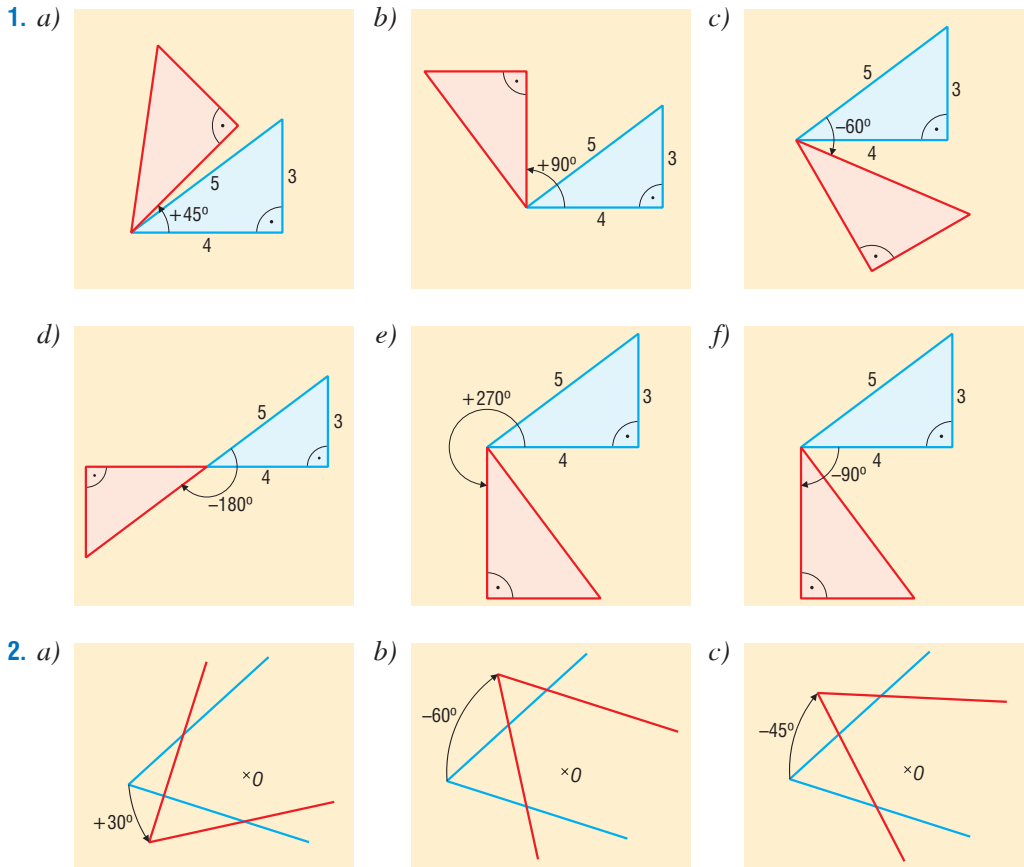 1. a) b) c)
5 3 +45º 4
5 3 +90º 4
5 3 –60º 4
d) e) f)
5 3 4 –180º
+270º 5 3 4
5 3 4 –90º
2. a) b) c)
×O +30º
–60º ×O
–45º ×O